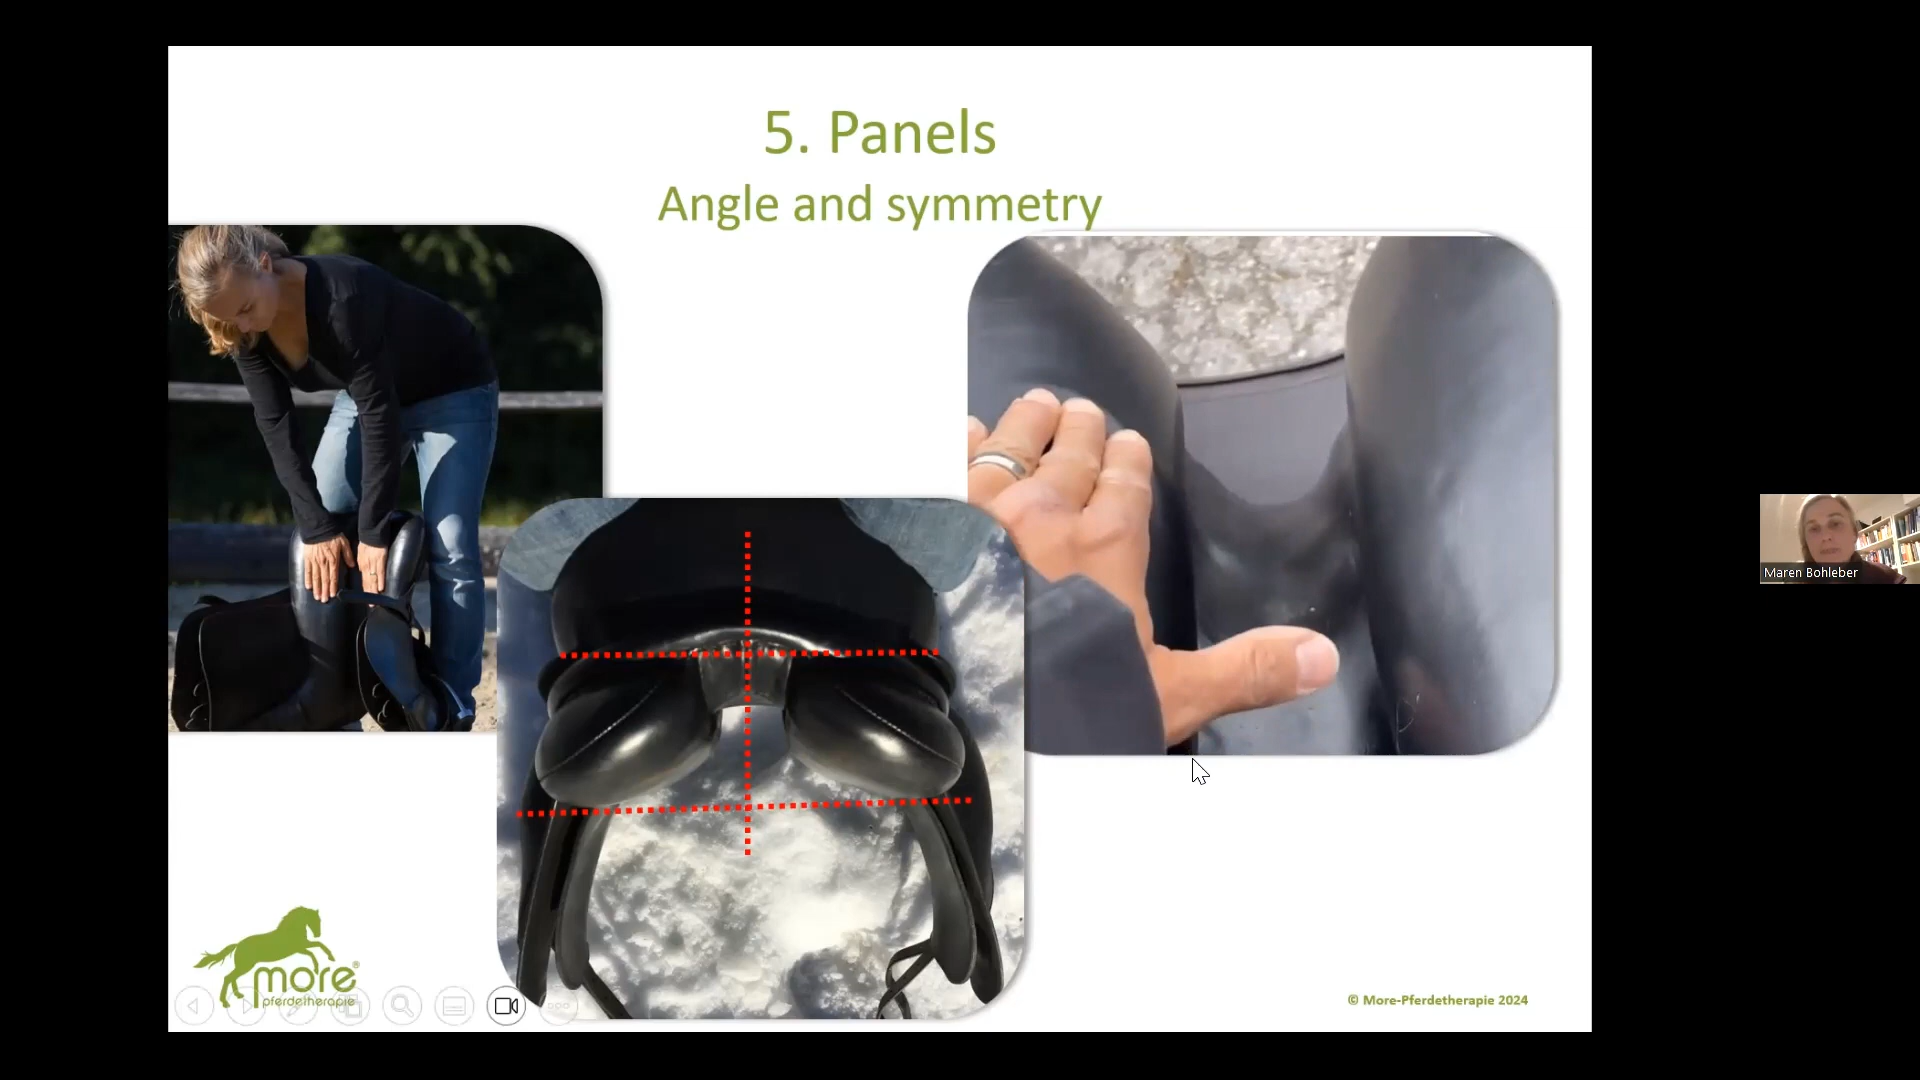 5. Panels
Angle and symmetry
Maren Bohleber
more®
pferdetherapie
© More-Pferdetherapie 2024